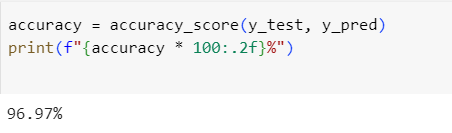 accuracy = accuracy_score(y_test, y_pred)
print(f"{accuracy * 100:.2f}%")
96.97%